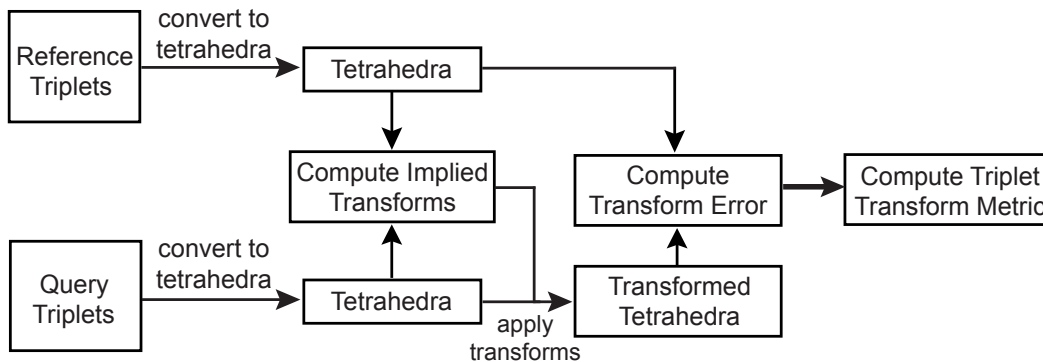 convert to
tetrahedra
Reference
Triplets
Tetrahedra
Compute Implied
Transforms
Compute
Transform Error
Compute Triplet
Transform Metric
convert to
tetrahedra
Query
Triplets
Tetrahedra
apply
transforms
Transformed
Tetrahedra